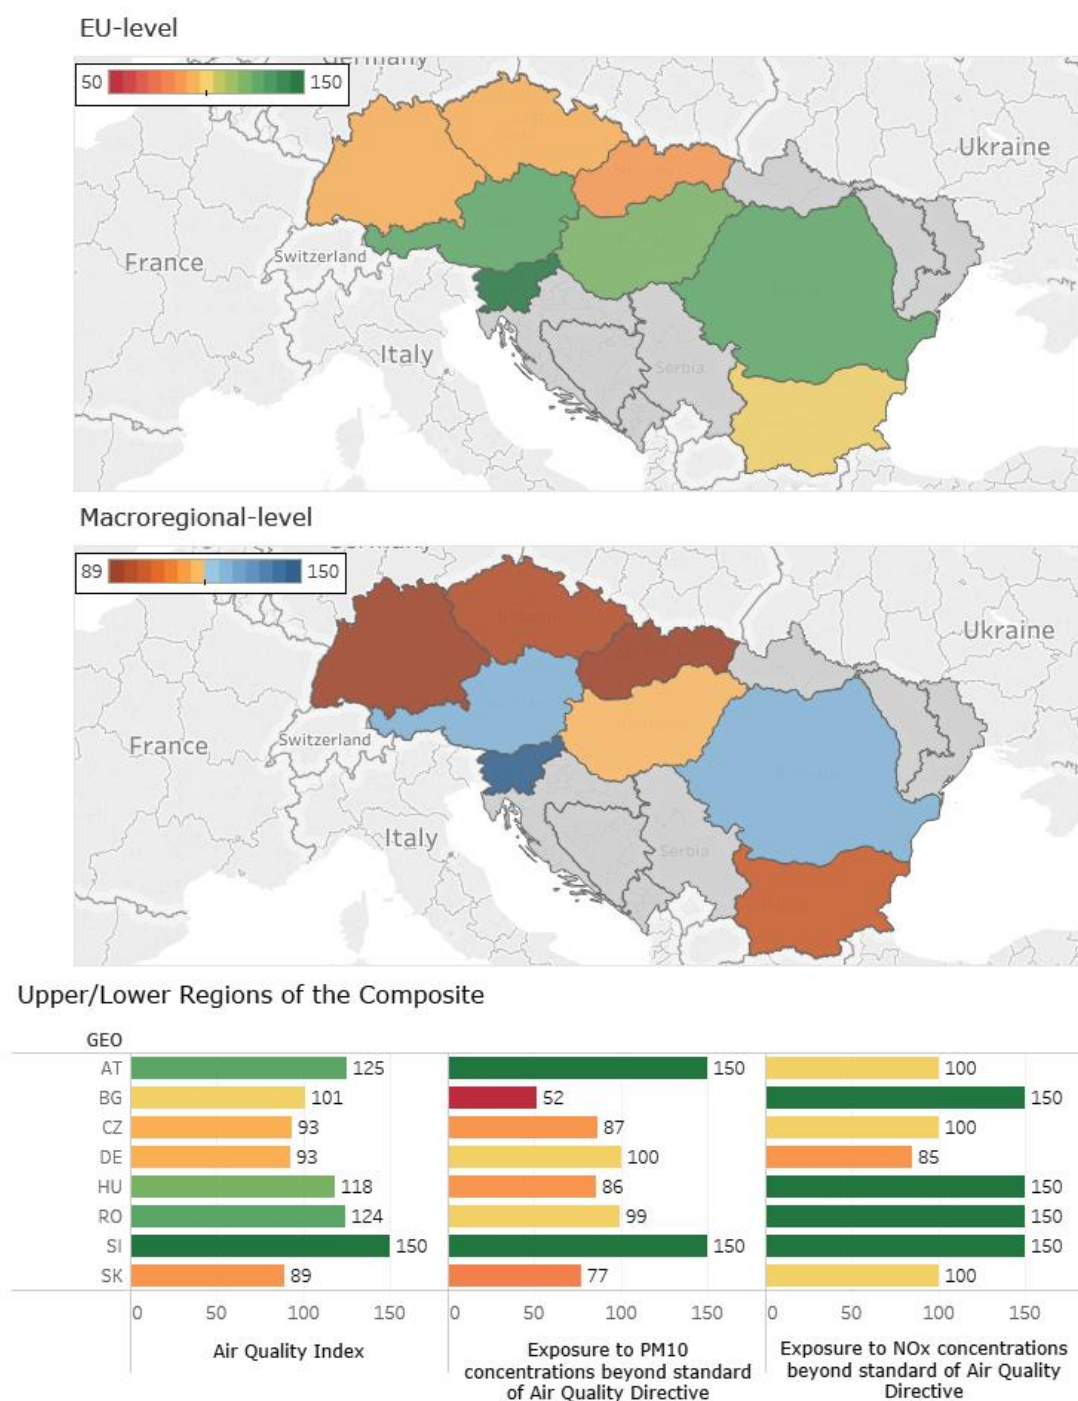 EU-level
Germany
50 150
Ukraine
France
Switzerland
Italy
Serbia
Macroregional-level
Germany
89 150
Ukraine
France
Switzerland
Italy
Serbia
Upper/Lower Regions of the Composite
GEO
AT 125 150 100
BG 101 52 150
CZ 93 87 100
DE 93 100 85
HU 118 86 150
RO 124 99 150
SI 150 150 150
SK 89 77 100
0 50 100 150 0 50 100 150 0 50 100 150
Air Quality Index
Exposure to PM10
concentrations beyond standard
of Air Quality Directive
Exposure to NOx concentrations
beyond standard of Air Quality
Directive